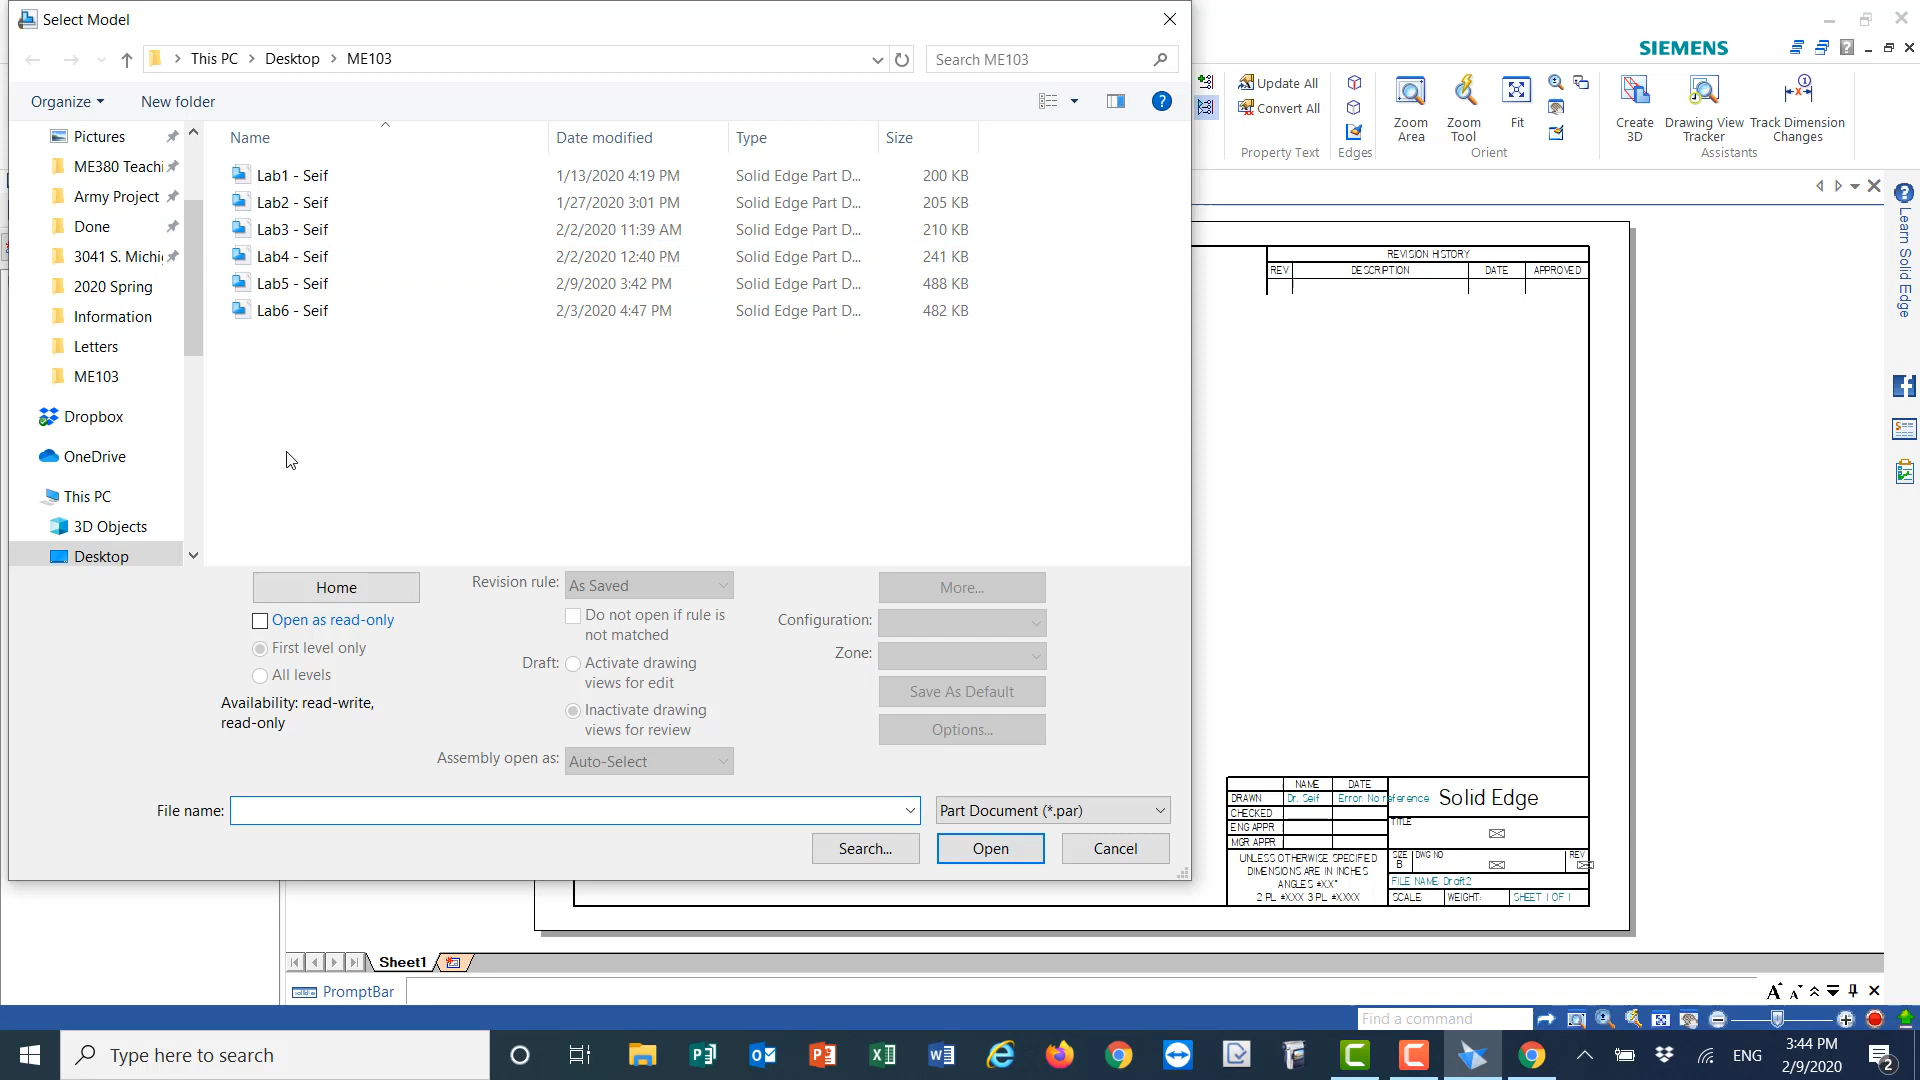 Select Model
This PC > Desktop > ME103
Search ME103
Organize
New folder
Name
Date modified
Type
Size
Lab1 - Seif 1/13/2020 4:19 PM Solid Edge Part D... 200 KB
Lab2 - Seif 1/27/2020 3:01 PM Solid Edge Part D... 205 KB
Lab3 - Seif 2/2/2020 11:39 AM Solid Edge Part D... 210 KB
Lab4 - Seif 2/2/2020 12:40 PM Solid Edge Part D... 241 KB
Lab5 - Seif 2/9/2020 3:42 PM Solid Edge Part D... 488 KB
Lab6 - Seif 2/3/2020 4:47 PM Solid Edge Part D... 482 KB
Pictures
ME380 Teachi
Army Project
Done
3041 S. Michi
2020 Spring
Information
Letters
ME103
Dropbox
OneDrive
This PC
3D Objects
Desktop
Home
Open as read-only
First level only
All levels
Availability: read-write,
read-only
Revision rule: As Saved
Do not open if rule is
not matched
Draft: Activate drawing
views for edit
Inactivate drawing
views for review
Assembly open as: Auto-Select
More...
Configuration:
Zone:
Save As Default
Options...
File name:
Part Document (*.par)
Search...
Open
Cancel
SIEMENS
Update All
Convert All
Property Text
Edges
Zoom
Area
Zoom
Tool
Fit
Orient
Create
3D
Drawing View
Tracker
Track Dimension
Changes
Assistants
Learn Solid Edge
REVISION HISTORY
REV DESCRIPTION DATE APPROVED
NAME DATE
DRAWN Dr. Seif Error: No reference
CHECKED
ENG APPR
MGR APPR
UNLESS OTHERWISE SPECIFIED
DIMENSIONS ARE IN INCHES
ANGLES ±X.X°
2 PL ±X.XX 3 PL ±X.XXX
Solid Edge
TITLE
SIZE
B
DWG NO
REV
FILE NAME: Draft2
SCALE: WEIGHT: SHEET 1 OF 1
Sheet1
PromptBar
Find a command
Type here to search
ENG
3:44 PM
2/9/2020
2